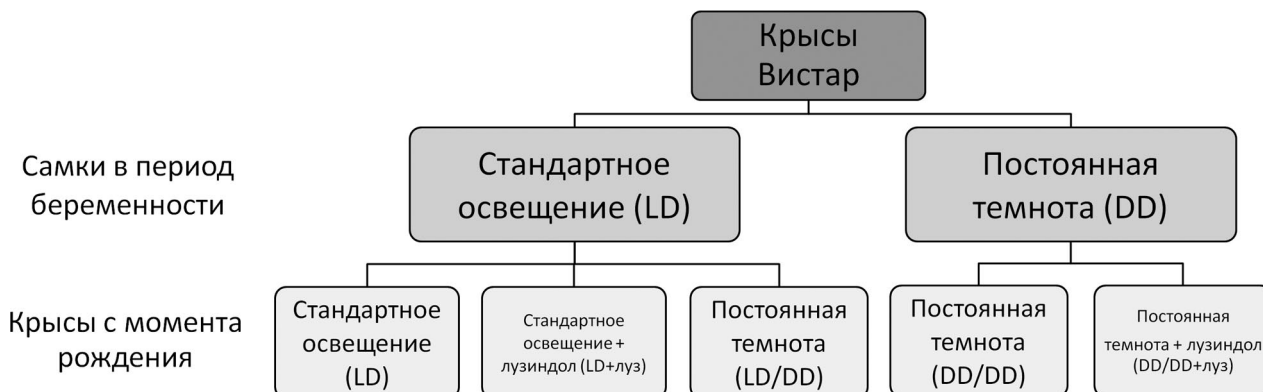 Крысы
Вистар
Самки в период
беременности
Стандартное
освещение (LD)
Постоянная
темнота (DD)
Крысы с момента
рождения
Стандартное
освещение
(LD)
Стандартное
освещение +
лузиндол (LD+луз)
Постоянная
темнота
(LD/DD)
Постоянная
темнота
(DD/DD)
Постоянная
темнота + лузиндол
(DD/DD+луз)